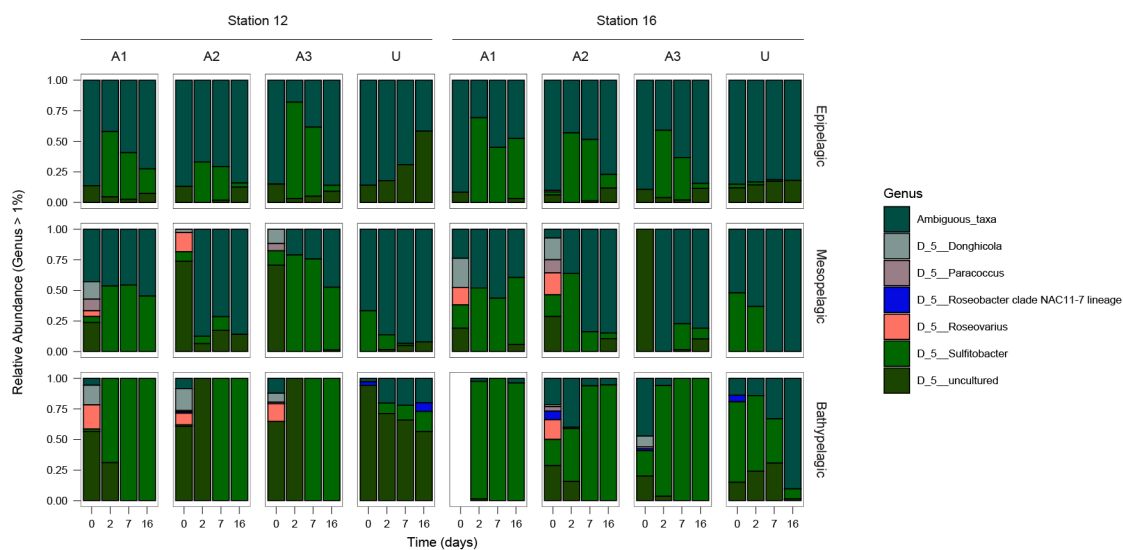 Station 12 Station 16
A1 A2 A3 U A1 A2 A3 U
Relative Abundance (Genus > 1%)
1.00
0.75
0.50
0.25
0.00
Epipelagic
1.00
0.75
0.50
0.25
0.00
Mesopelagic
1.00
0.75
0.50
0.25
0.00
Bathypelagic
0 2 7 16 0 2 7 16 0 2 7 16 0 2 7 16 0 2 7 16 0 2 7 16 0 2 7 16 0 2 7 16
Time (days)
Genus
Ambiguous_taxa
D_5__Donghicola
D_5__Paracoccus
D_5__Roseobacter clade NAC11-7 lineage
D_5__Roseovarius
D_5__Sulfitobacter
D_5__uncultured